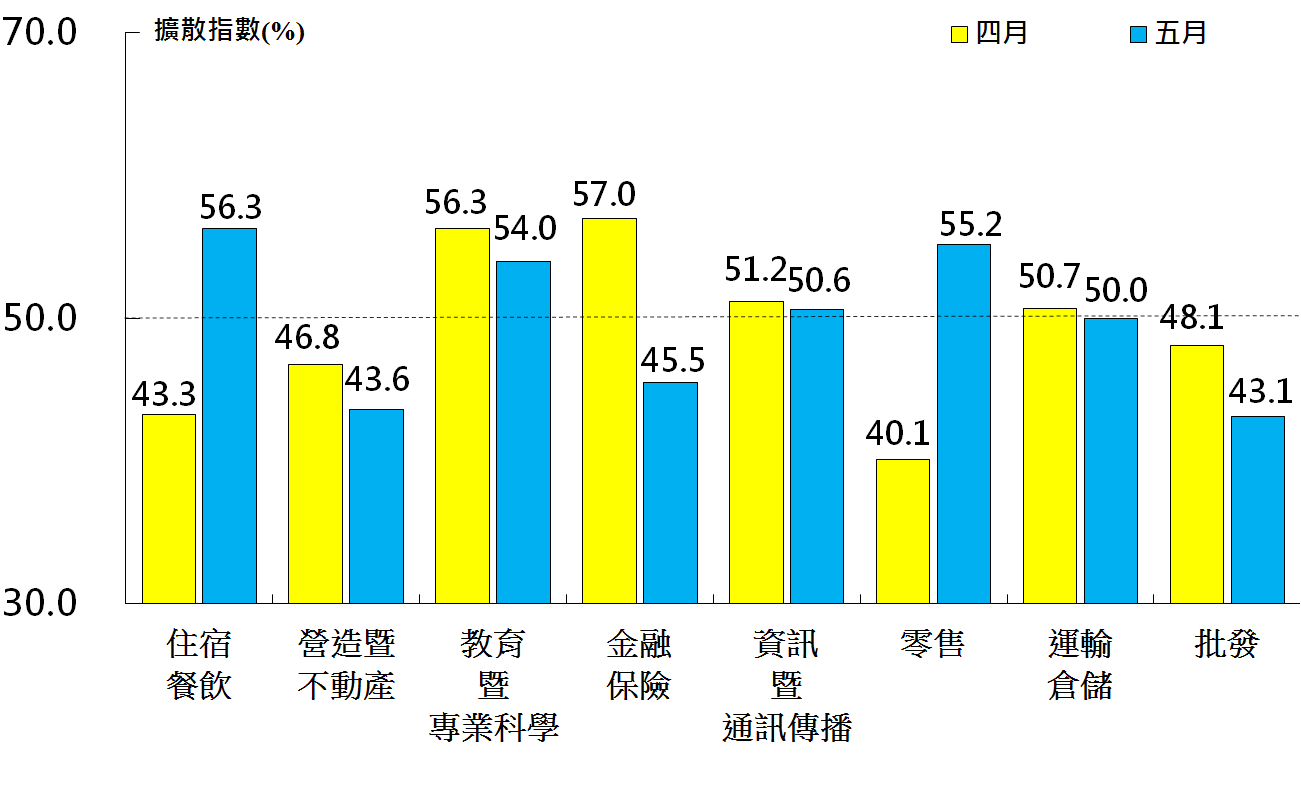 70.0
擴散指數(%)
四月
五月
56.3
56.3
57.0
54.0
55.2
51.2
50.6
50.7
50.0
50.0
48.1
46.8
43.3
43.6
45.5
40.1
43.1
30.0
住宿
餐飲
營造暨
不動產
教育
暨
專業科學
金融
保險
資訊
暨
通訊傳播
零售
運輸
倉儲
批發